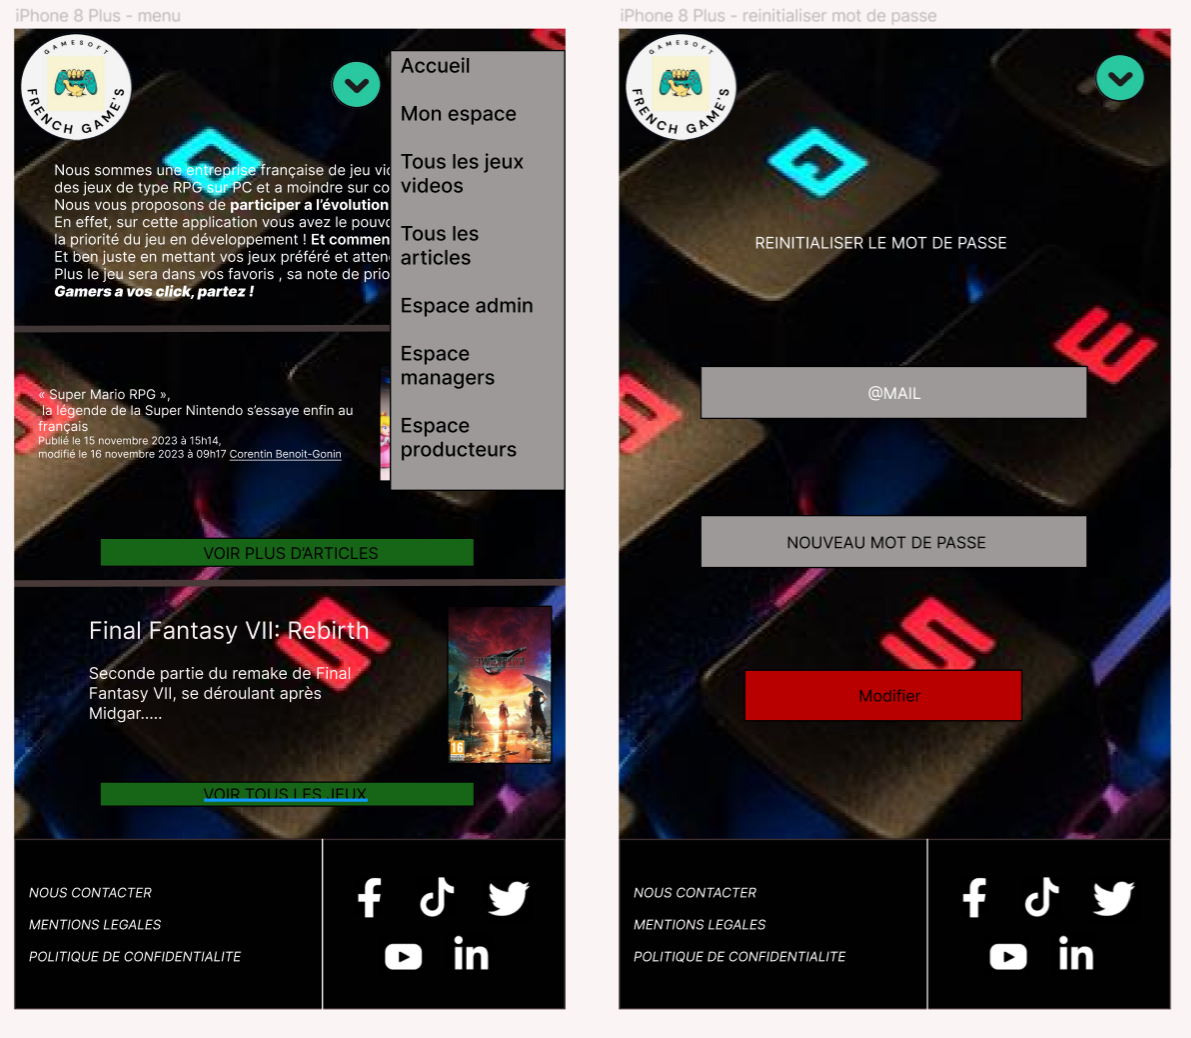 iPhone 8 Plus - menu
GAMESOFT
FRENCH GAME'S
Accueil
Mon espace
Tous les jeux
videos
Tous les
articles
Espace admin
Espace
managers
Espace
producteurs
Nous sommes une entreprise française de jeu vic
des jeux de type RPG sur PC et a moindre sur co
Nous vous proposons de participer a l'évolution
En effet, sur cette application vous avez le pouvo
la priorité du jeu en développement ! Et commen
Et ben juste en mettant vos jeux préféré et atten
Plus le jeu sera dans vos favoris , sa note de prio
Gamers a vos click, partez !
« Super Mario RPG »,
la légende de la Super Nintendo s'essaye enfin au
français
Publié le 15 novembre 2023 à 15h14,
modifié le 16 novembre 2023 à 09h17 Corentin Benoit-Gonin
VOIR PLUS D'ARTICLES
Final Fantasy VII: Rebirth
Seconde partie du remake de Final
Fantasy VII, se déroulant après
Midgar.....
16
VOIR TOUS LES JEUX
NOUS CONTACTER
MENTIONS LEGALES
POLITIQUE DE CONFIDENTIALITE
in
iPhone 8 Plus - reinitialiser mot de passe
GAMESOFT
FRENCH GAME'S
REINITIALISER LE MOT DE PASSE
@MAIL
NOUVEAU MOT DE PASSE
Modifier
NOUS CONTACTER
MENTIONS LEGALES
POLITIQUE DE CONFIDENTIALITE
in